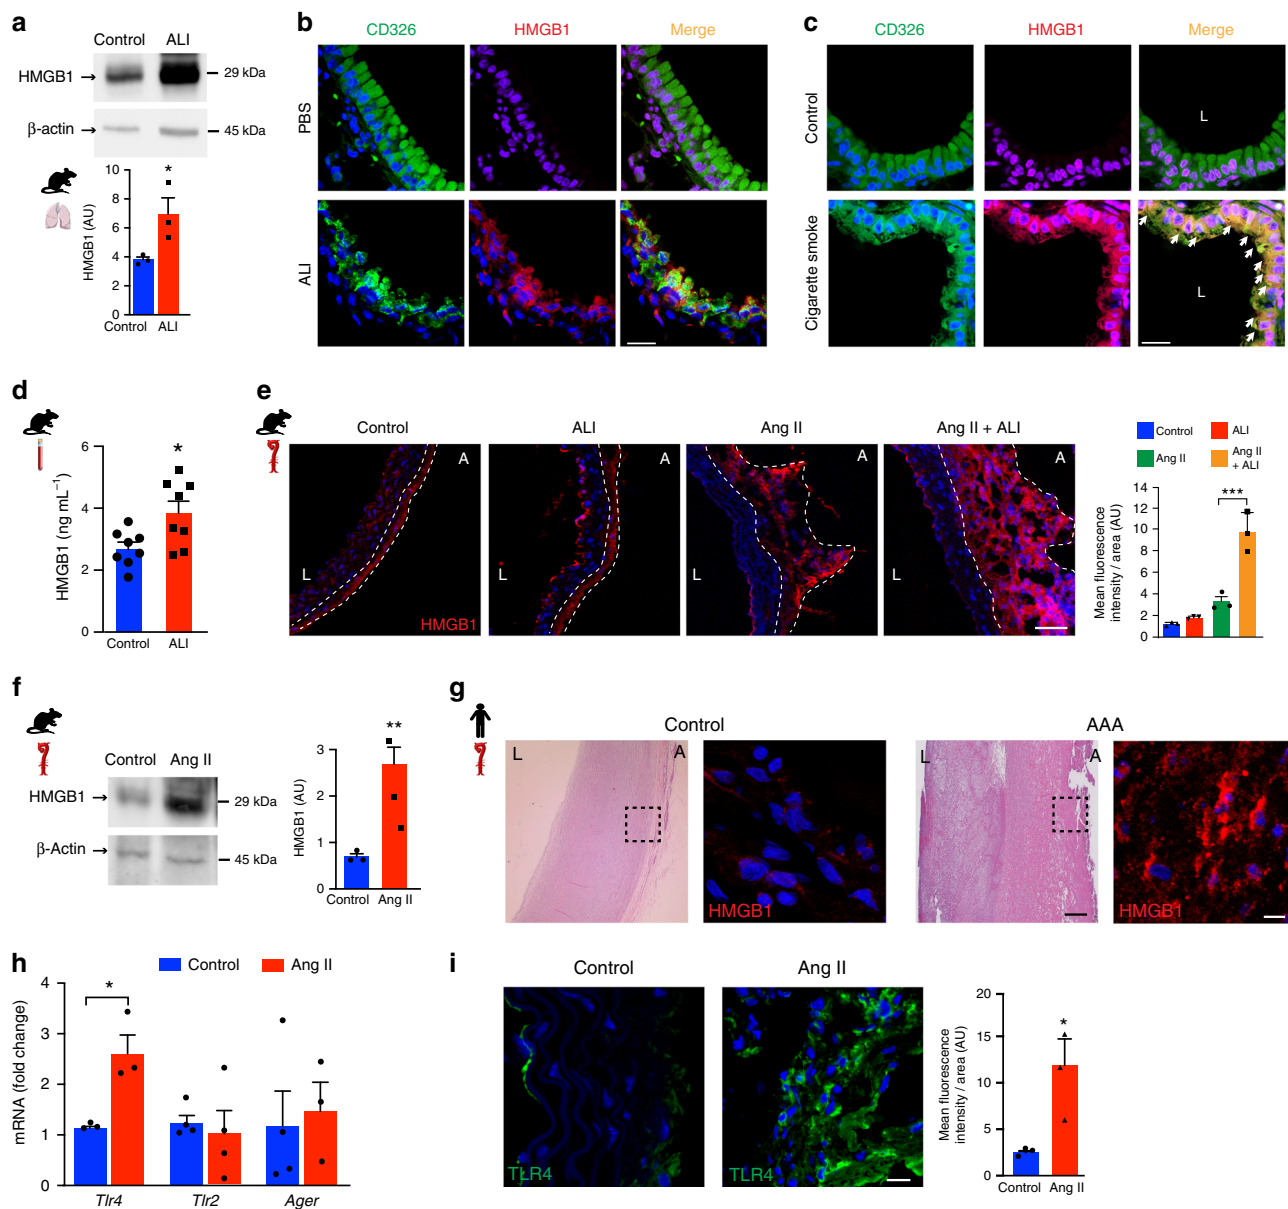 a
Control ALI
HMGB1 → 29 kDa
β-actin → 45 kDa
10
8
6
4
2
0
HMGB1 (AU)
*
Control ALI
b
CD326 HMGB1 Merge
PBS
ALI
c
CD326 HMGB1 Merge
Control
L
Cigarette smoke
L
d
6
4
2
0
HMGB1 (ng mL⁻¹)
*
Control ALI
e
Control ALI Ang II Ang II + ALI
A A A A
L L L L
HMGB1
Control ALI
Ang II Ang II + ALI
14
12
10
8
6
4
2
0
Mean fluorescence
intensity / area (AU)
***
f
Control Ang II
HMGB1 → 29 kDa
β-Actin → 45 kDa
3
2
1
0
HMGB1 (AU)
**
Control Ang II
g
Control AAA
L A L A
HMGB1 HMGB1
h
Control Ang II
4
3
2
1
0
mRNA (fold change)
*
Tlr4 Tlr2 Ager
i
Control Ang II
TLR4 TLR4
20
15
10
5
0
Mean fluorescence
intensity / area (AU)
*
Control Ang II